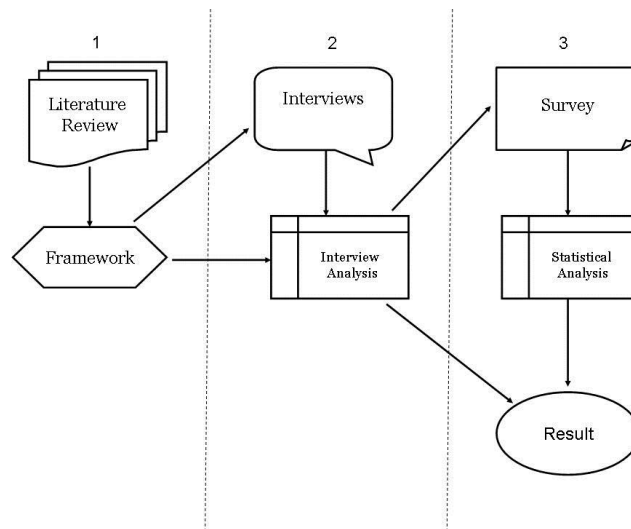 1
2
3
Literature
Review
Interviews
Survey
Framework
Interview
Analysis
Statistical
Analysis
Result